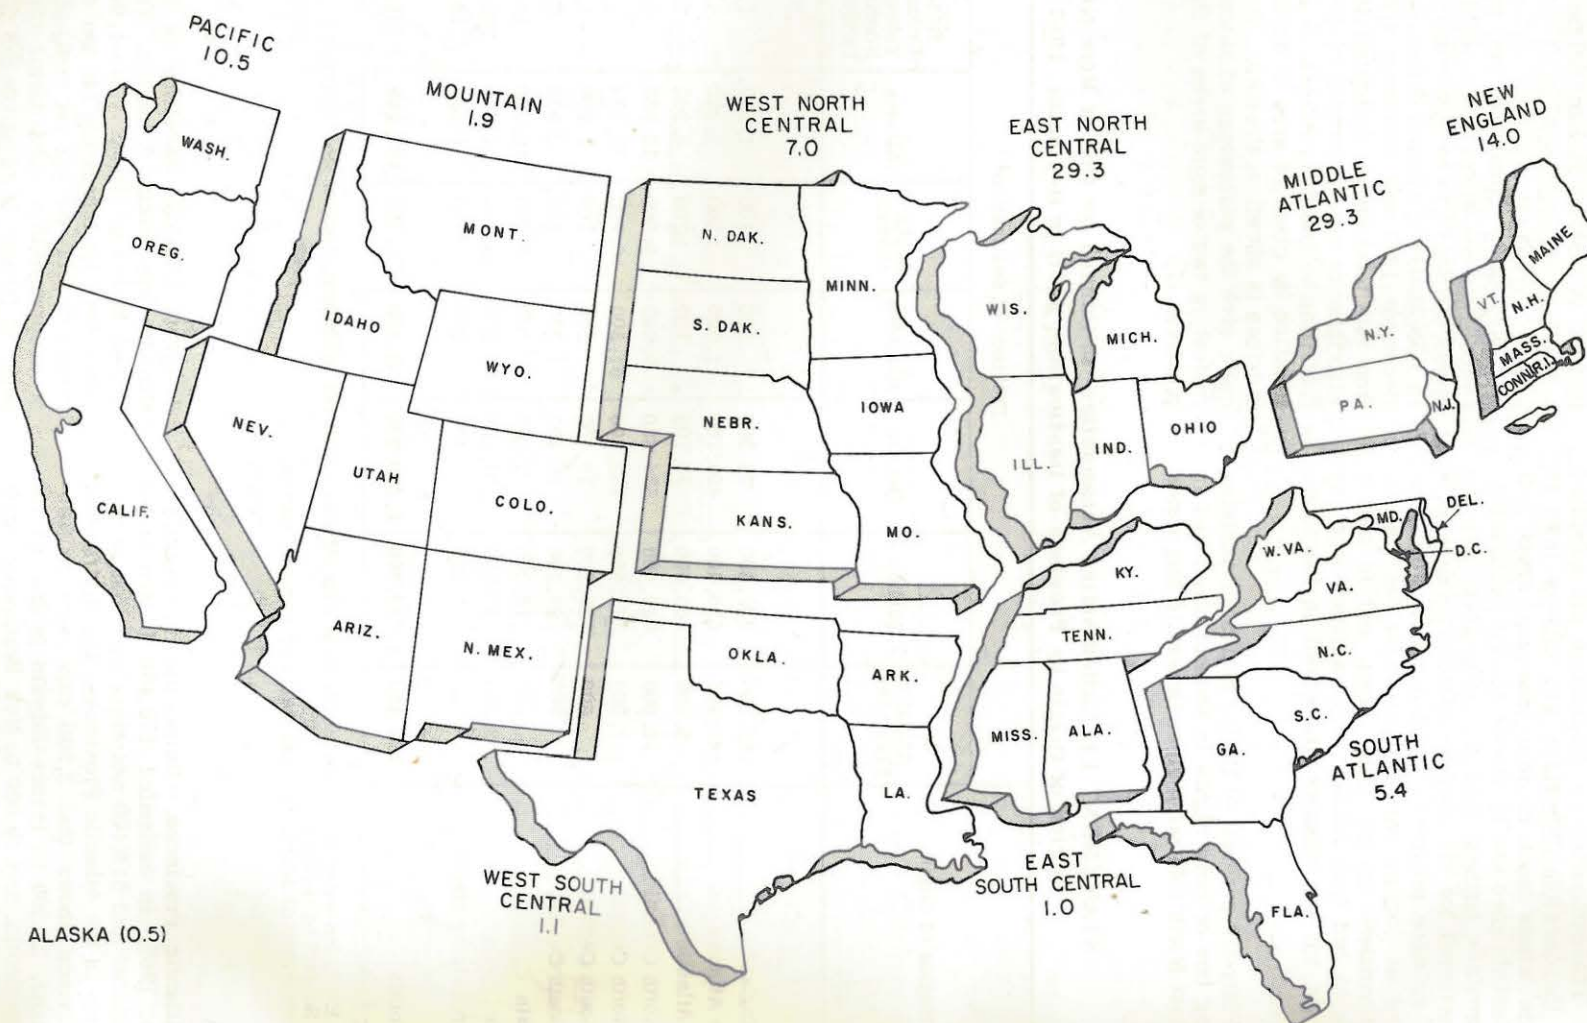 PACIFIC
10.5
MOUNTAIN
1.9
WEST NORTH
CENTRAL
7.0
EAST NORTH
CENTRAL
29.3
MIDDLE
ATLANTIC
29.3
NEW
ENGLAND
14.0
WASH.
OREG.
CALIF.
MONT.
IDAHO
WYO.
NEV.
UTAH
COLO.
ARIZ.
N. MEX.
N. DAK.
S. DAK.
NEBR.
KANS.
MINN.
IOWA
MO.
WIS.
MICH.
ILL.
IND.
OHIO
N.Y.
PA.
N.J.
MAINE
VT.
N.H.
MASS.
CONN.
R.I.
OKLA.
ARK.
TEXAS
LA.
KY.
TENN.
MISS.
ALA.
W. VA.
MD.
DEL.
D.C.
VA.
N.C.
S.C.
GA.
FLA.
SOUTH
ATLANTIC
5.4
EAST
SOUTH CENTRAL
1.0
WEST SOUTH
CENTRAL
1.1
ALASKA (0.5)